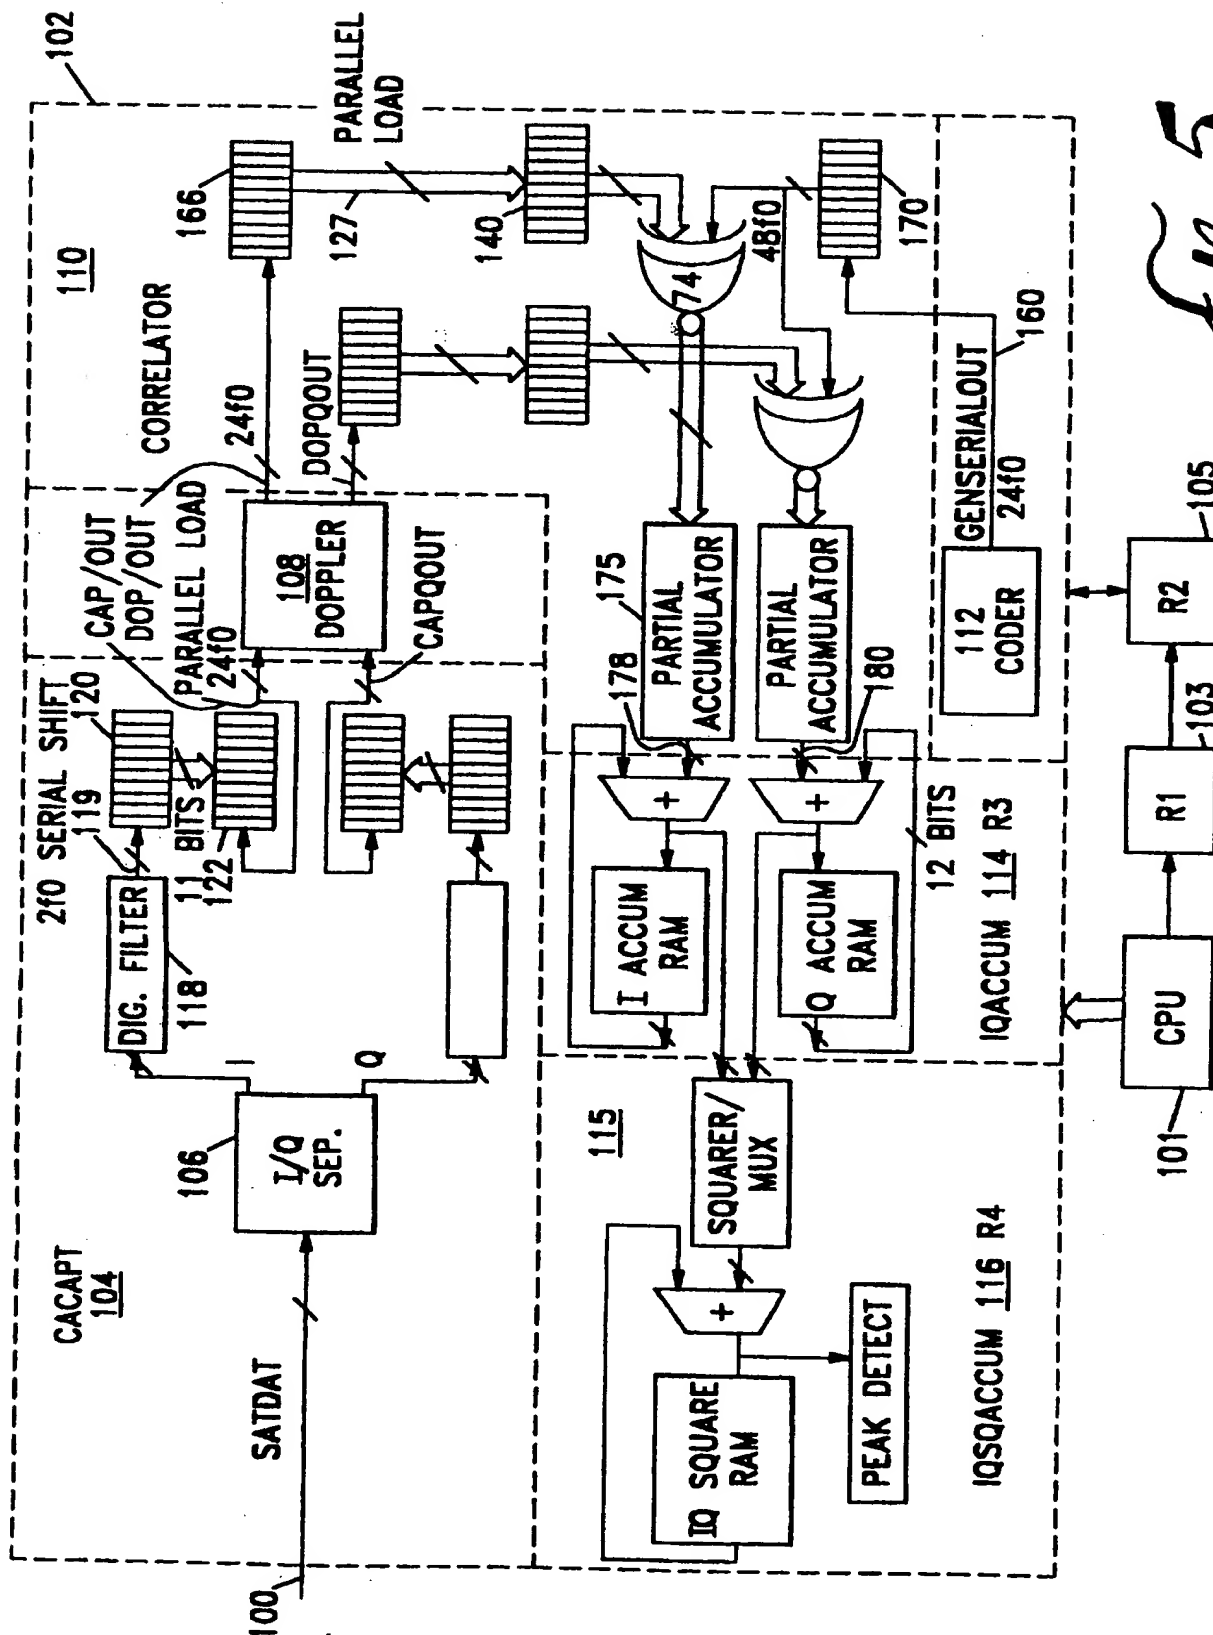 102
CACAPT
104
SATDAT
100
106
I/Q
SEP.
I
Q
DIG. FILTER
118
2f0 SERIAL SHIFT
119
120
11 BITS
122
PARALLEL LOAD
24f0
CAP/OUT
DOP/OUT
108
DOPPLER
CAPQOUT
CORRELATOR
24f0
DOPQOUT
110
166
127
PARALLEL
LOAD
140
74
48f0
170
175
PARTIAL
ACCUMULATOR
178
PARTIAL
ACCUMULATOR
180
GENSERIALOUT
24f0
160
112
CODER
+
+
I ACCUM
RAM
Q ACCUM
RAM
12 BITS
IQACCUM 114 R3
115
SQUARER/
MUX
+
IQ SQUARE
RAM
PEAK DETECT
IQSQACCUM 116 R4
101
CPU
R1
103
R2
105
5